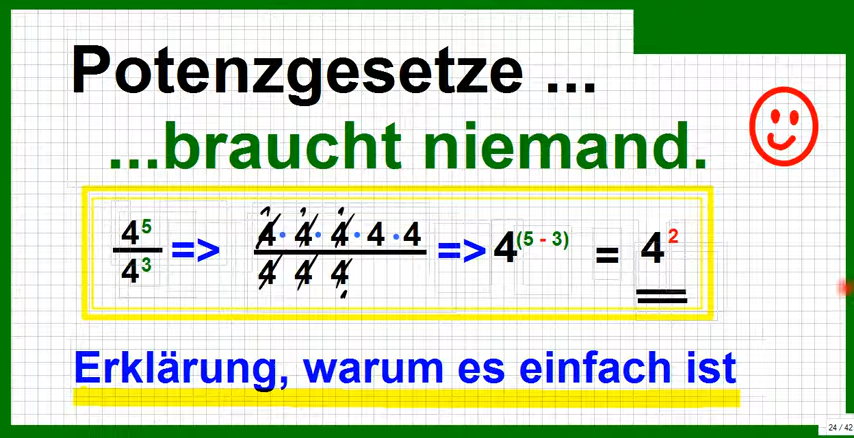 Potenzgesetze ...
...braucht niemand.
4⁵/4³ => 4 · 4 · 4 · 4 · 4 / 4 4 4 => 4⁽⁵ ⁻ ³⁾ = 4²
Erklärung, warum es einfach ist
24 / 42